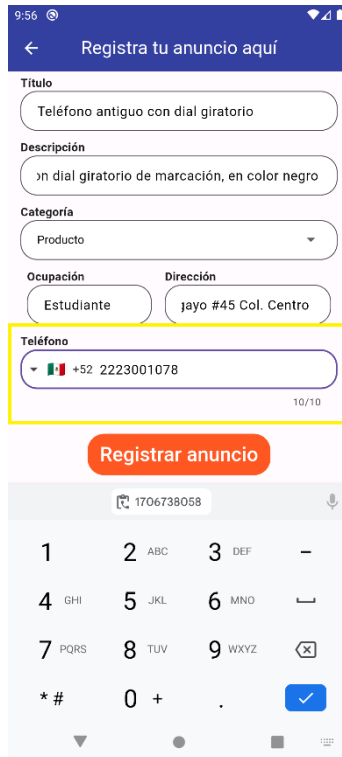 9:56
Registra tu anuncio aquí
Título
Teléfono antiguo con dial giratorio
Descripción
on dial giratorio de marcación, en color negro
Categoría
Producto
Ocupación Dirección
Estudiante gayo #45 Col. Centro
Teléfono
+52 2223001078
10/10
Registrar anuncio
1706738058
1 2 ABC 3 DEF –
4 GHI 5 JKL 6 MNO
7 PQRS 8 TUV 9 WXYZ
* # 0 + .